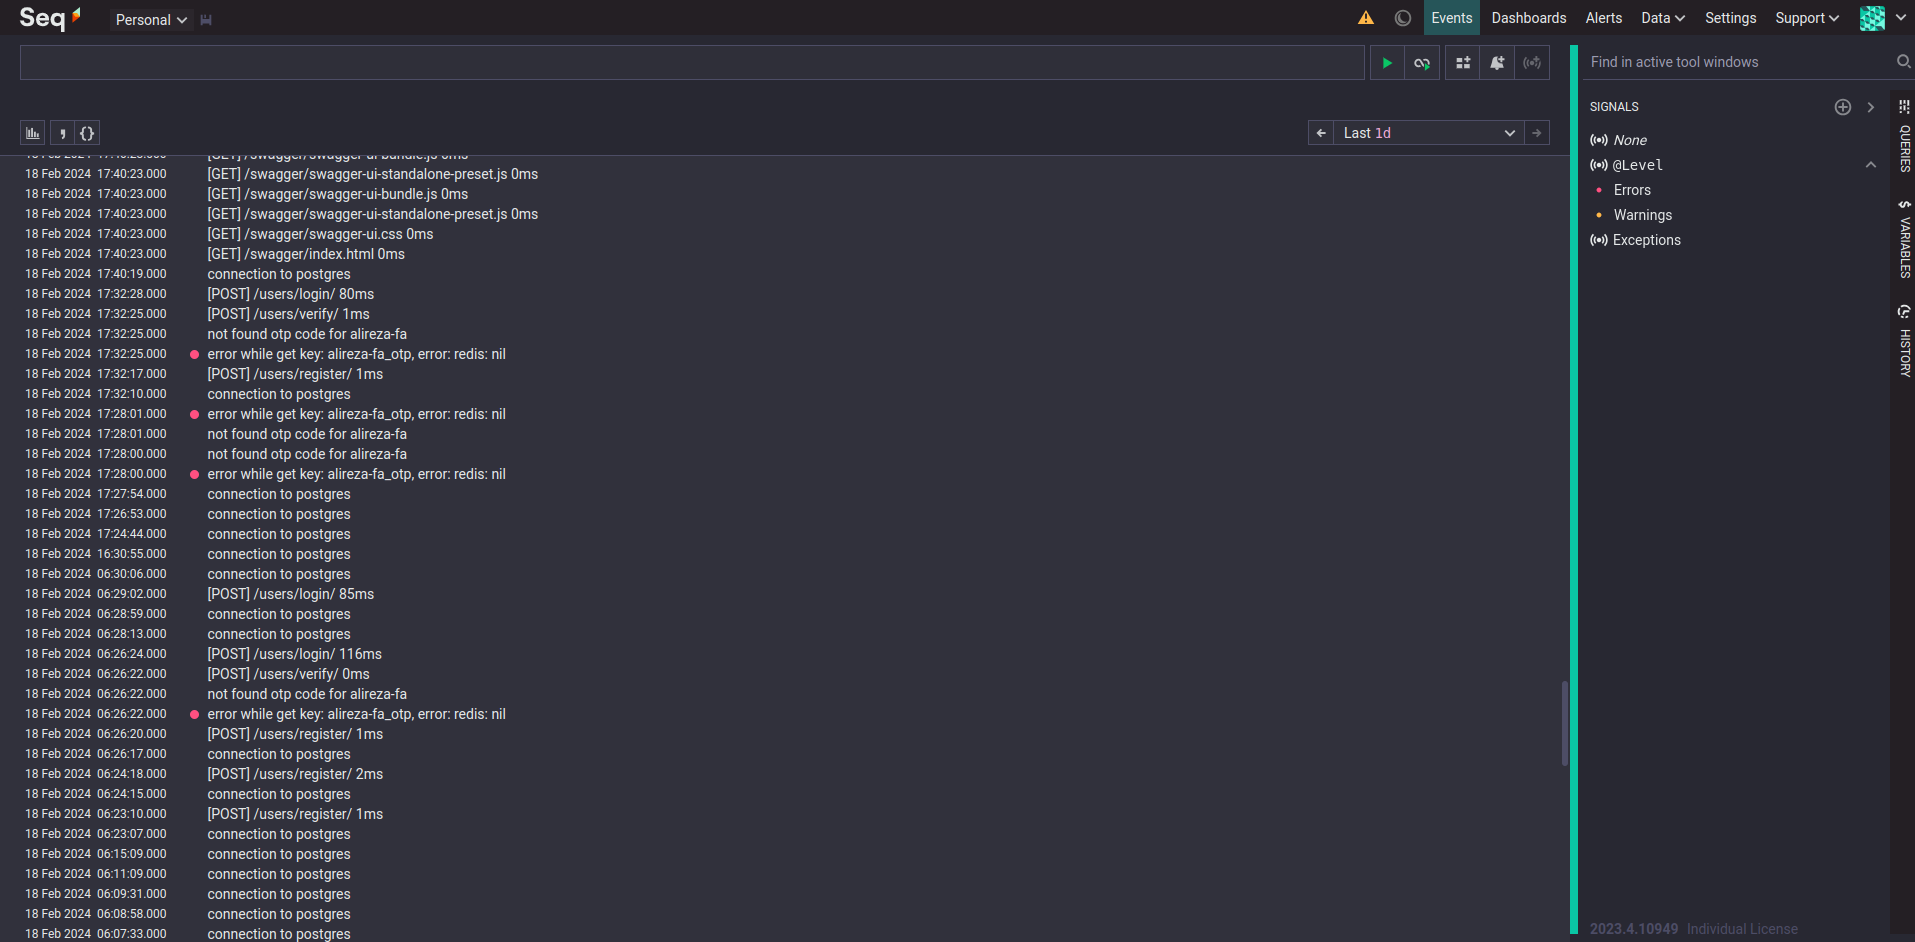 Seq
Personal
Events Dashboards Alerts Data Settings Support
Find in active tool windows
Last 1d
SIGNALS
None
@Level
Errors
Warnings
Exceptions
QUERIES
$ VARIABLES
HISTORY
[GET] /swagger/swagger-ui-bundle.js 0ms
18 Feb 2024 17:40:23.000 [GET] /swagger/swagger-ui-standalone-preset.js 0ms
18 Feb 2024 17:40:23.000 [GET] /swagger/swagger-ui-bundle.js 0ms
18 Feb 2024 17:40:23.000 [GET] /swagger/swagger-ui-standalone-preset.js 0ms
18 Feb 2024 17:40:23.000 [GET] /swagger/swagger-ui.css 0ms
18 Feb 2024 17:40:23.000 [GET] /swagger/index.html 0ms
18 Feb 2024 17:40:19.000 connection to postgres
18 Feb 2024 17:32:28.000 [POST] /users/login/ 80ms
18 Feb 2024 17:32:25.000 [POST] /users/verify/ 1ms
18 Feb 2024 17:32:25.000 not found otp code for alireza-fa
18 Feb 2024 17:32:25.000 error while get key: alireza-fa_otp, error: redis: nil
18 Feb 2024 17:32:17.000 [POST] /users/register/ 1ms
18 Feb 2024 17:32:10.000 connection to postgres
18 Feb 2024 17:28:01.000 error while get key: alireza-fa_otp, error: redis: nil
18 Feb 2024 17:28:01.000 not found otp code for alireza-fa
18 Feb 2024 17:28:00.000 not found otp code for alireza-fa
18 Feb 2024 17:28:00.000 error while get key: alireza-fa_otp, error: redis: nil
18 Feb 2024 17:27:54.000 connection to postgres
18 Feb 2024 17:26:53.000 connection to postgres
18 Feb 2024 17:24:44.000 connection to postgres
18 Feb 2024 16:30:55.000 connection to postgres
18 Feb 2024 06:30:06.000 connection to postgres
18 Feb 2024 06:29:02.000 [POST] /users/login/ 85ms
18 Feb 2024 06:28:59.000 connection to postgres
18 Feb 2024 06:28:13.000 connection to postgres
18 Feb 2024 06:26:24.000 [POST] /users/login/ 116ms
18 Feb 2024 06:26:22.000 [POST] /users/verify/ 0ms
18 Feb 2024 06:26:22.000 not found otp code for alireza-fa
18 Feb 2024 06:26:22.000 error while get key: alireza-fa_otp, error: redis: nil
18 Feb 2024 06:26:20.000 [POST] /users/register/ 1ms
18 Feb 2024 06:26:17.000 connection to postgres
18 Feb 2024 06:24:18.000 [POST] /users/register/ 2ms
18 Feb 2024 06:24:15.000 connection to postgres
18 Feb 2024 06:23:10.000 [POST] /users/register/ 1ms
18 Feb 2024 06:23:07.000 connection to postgres
18 Feb 2024 06:15:09.000 connection to postgres
18 Feb 2024 06:11:09.000 connection to postgres
18 Feb 2024 06:09:31.000 connection to postgres
18 Feb 2024 06:08:58.000 connection to postgres
18 Feb 2024 06:07:33.000 connection to postgres
2023.4.10949 Individual License